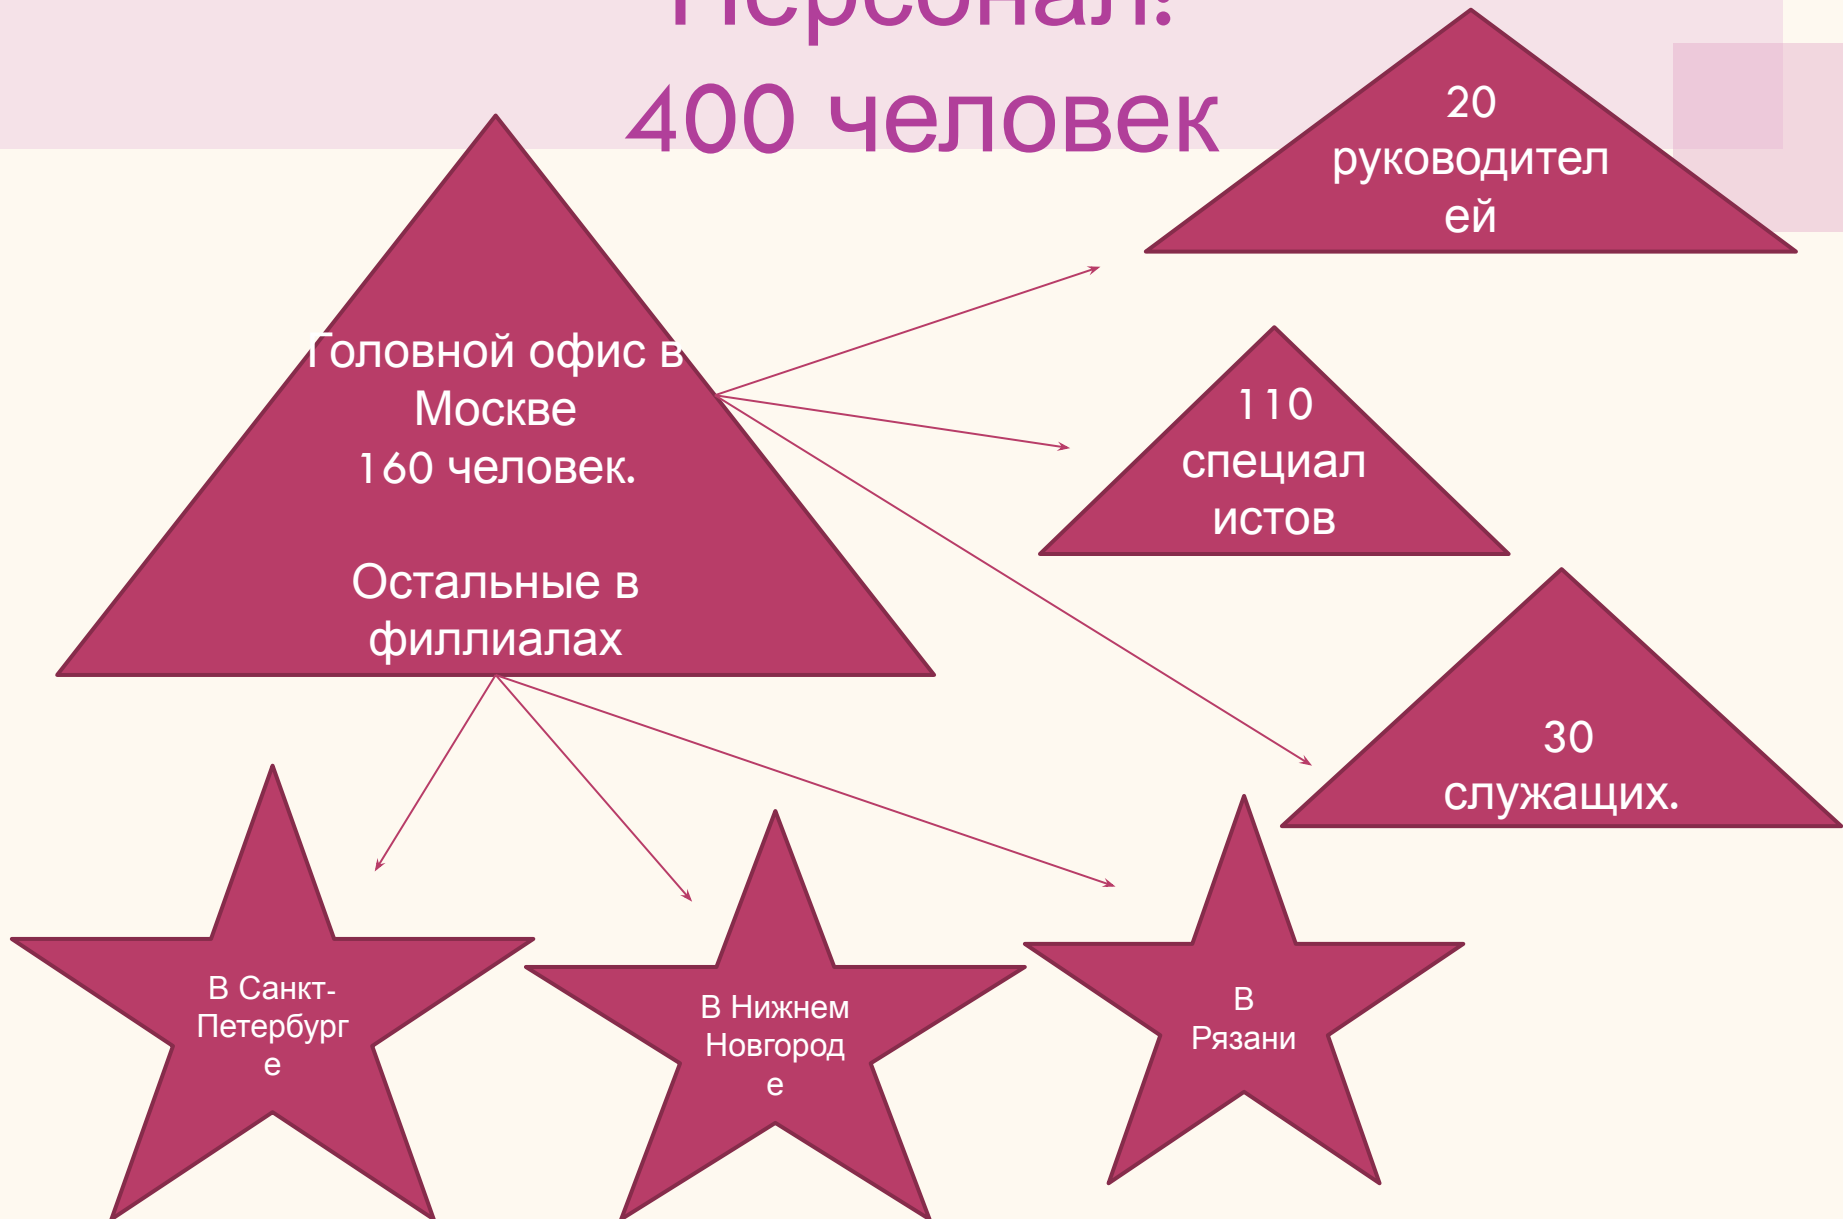 Персонал:
400 человек
20
руководител
ей
Головной офис в
Москве
160 человек.
Остальные в
филлиалах
110
специал
истов
30
служащих.
В Санкт-
Петербург
е
В Нижнем
Новгород
е
В
Рязани